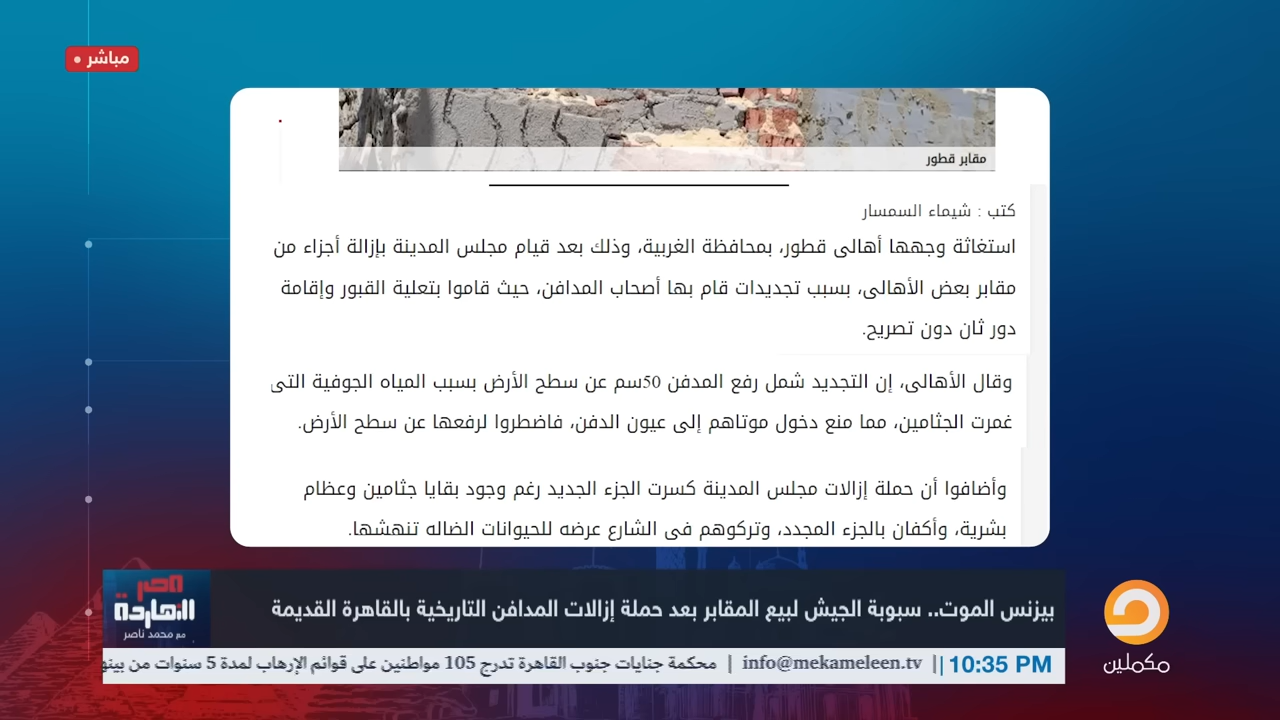 مباشر
مقابر قطور
كتب : شيماء السمسار
استغاثة وجهها أهالى قطور، بمحافظة الغربية، وذلك بعد قيام مجلس المدينة بإزالة أجزاء من
مقابر بعض الأهالى، بسبب تجديدات قام بها أصحاب المدافن، حيث قاموا بتعلية القبور وإقامة
دور ثان دون تصريح.
وقال الأهالى، إن التجديد شمل رفع المدفن 50سم عن سطح الأرض بسبب المياه الجوفية التى
غمرت الجثامين، مما منع دخول موتاهم إلى عيون الدفن، فاضطروا لرفعها عن سطح الأرض.
وأضافوا أن حملة إزالات مجلس المدينة كسرت الجزء الجديد رغم وجود بقايا جثامين وعظام
بشرية، وأكفان بالجزء المجدد، وتركوهم فى الشارع عرضه للحيوانات الضاله تنهشها.
بيزنس الموت.. سبوبة الجيش لبيع المقابر بعد حملة إزالات المدافن التاريخية بالقاهرة القديمة
مصر
النهاردة
مع محمد ناصر
10:35 PM || info@mekameleen.tv | محكمة جنايات جنوب القاهرة تدرج 105 مواطنين على قوائم الإرهاب لمدة 5 سنوات من
مكملين